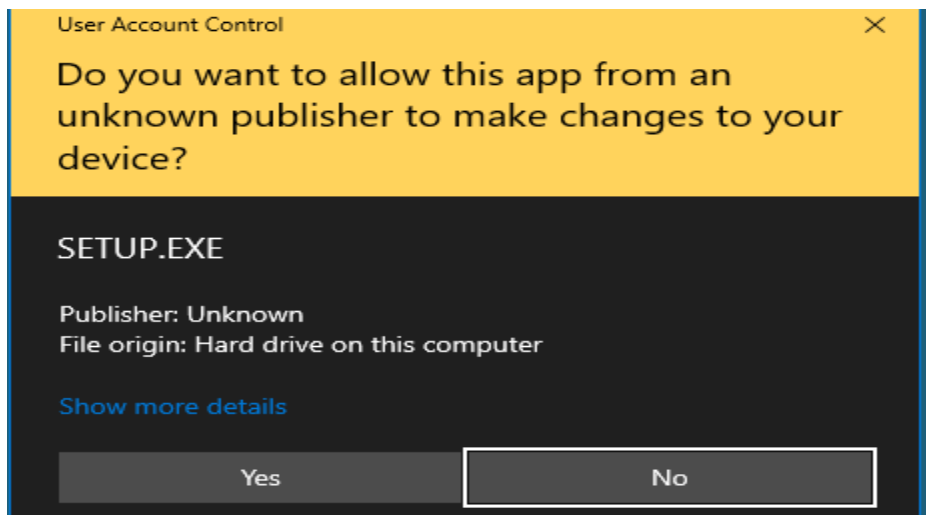 User Account Control
Do you want to allow this app from an
unknown publisher to make changes to your
device?
SETUP.EXE
Publisher: Unknown
File origin: Hard drive on this computer
Show more details
Yes
No